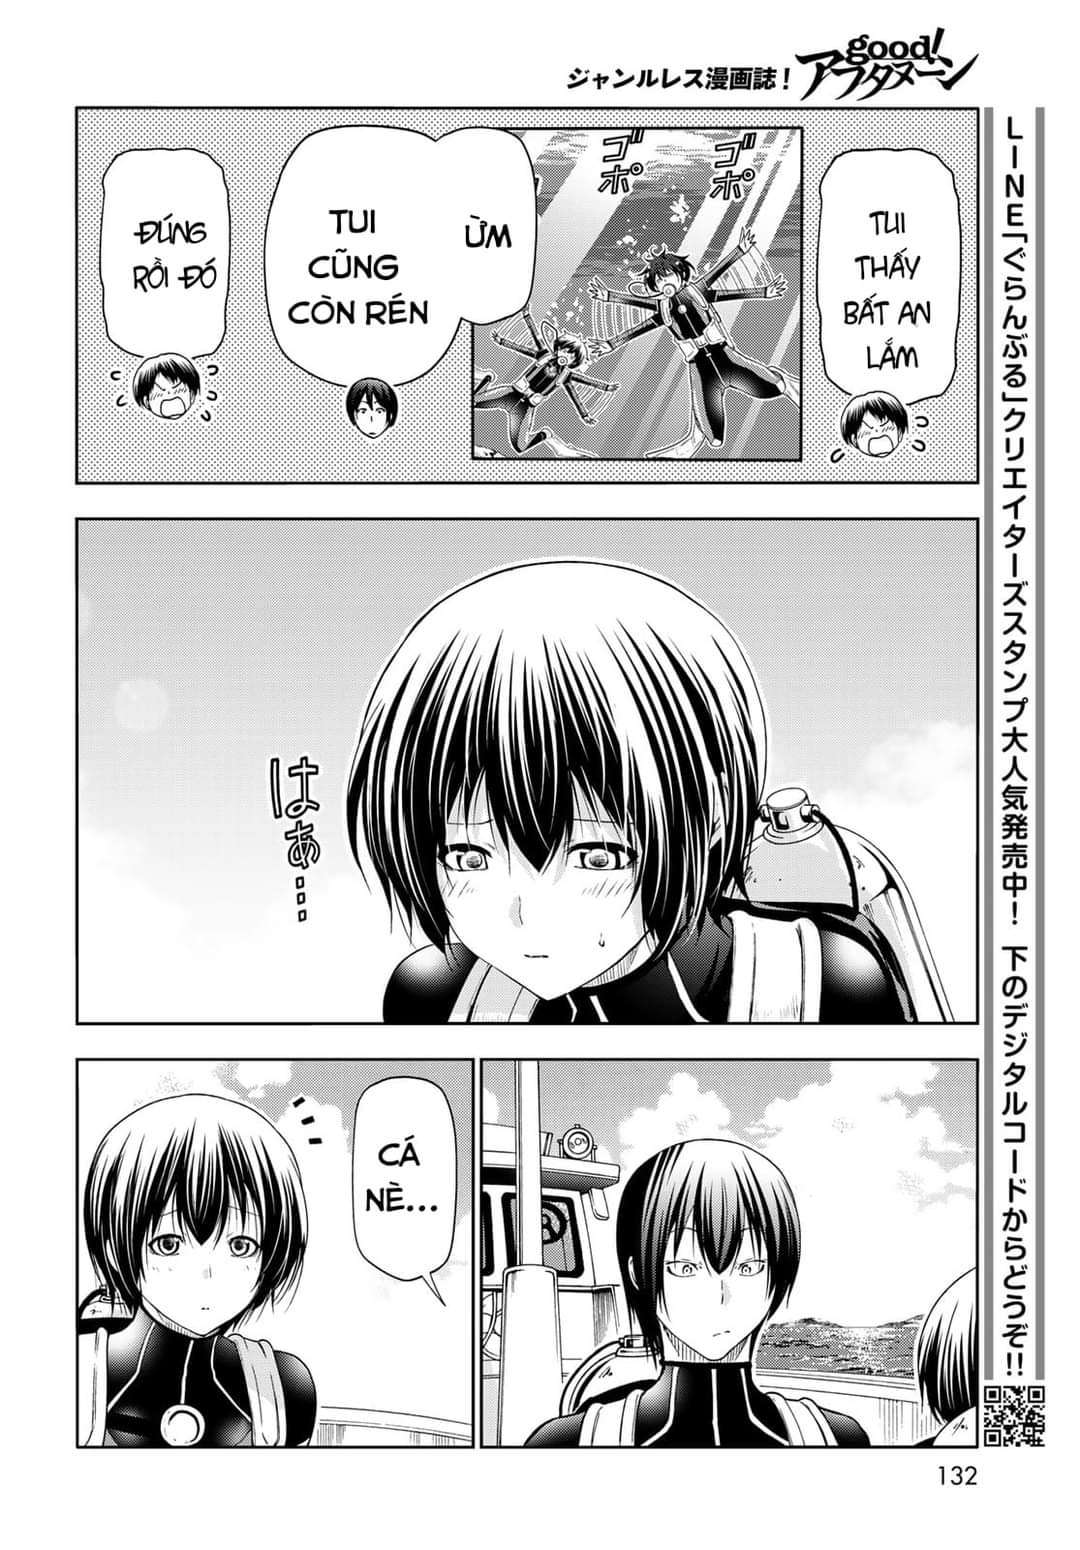 good!
ジャンルレス漫画誌！アフタヌーン
LINE「ぐらんぶる」クリエイターズスタンプ大人気発売中！ 下のデジタルコードからどうぞ！！
TUI
THẤY
BẤT AN
LẮM
ゴポ゜
ゴポ゜
ỪM
TUI
CŨNG
CÒN RÉN
ĐÚNG
RỒI ĐÓ
はぁ…
CÁ
NÈ...
132